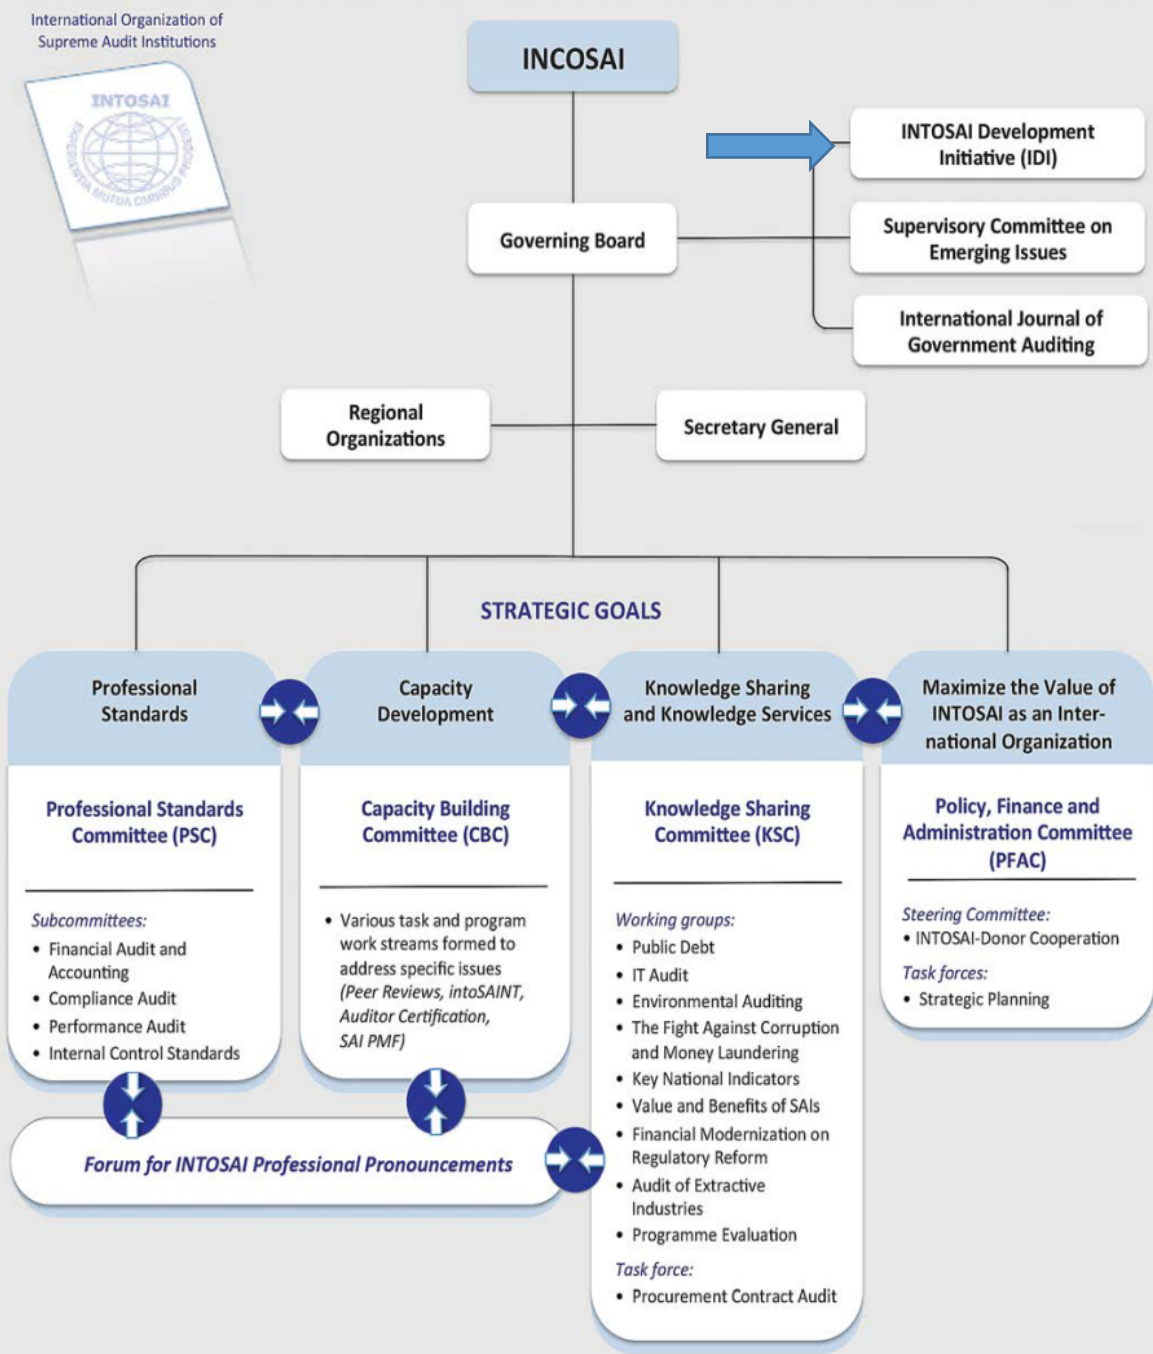 International Organization of
Supreme Audit Institutions
INTOSAI
EXPERIENTIA MUTUA OMNIBUS PRODEST
INCOSAI
INTOSAI Development
Initiative (IDI)
Governing Board
Supervisory Committee on
Emerging Issues
International Journal of
Government Auditing
Regional
Organizations
Secretary General
STRATEGIC GOALS
Professional
Standards
Professional Standards
Committee (PSC)
Subcommittees:
• Financial Audit and
Accounting
• Compliance Audit
• Performance Audit
• Internal Control Standards
Capacity
Development
Capacity Building
Committee (CBC)
• Various task and program
work streams formed to
address specific issues
(Peer Reviews, intoSAINT,
Auditor Certification,
SAI PMF)
Forum for INTOSAI Professional Pronouncements
Knowledge Sharing
and Knowledge Services
Knowledge Sharing
Committee (KSC)
Working groups:
• Public Debt
• IT Audit
• Environmental Auditing
• The Fight Against Corruption
and Money Laundering
• Key National Indicators
• Value and Benefits of SAIs
• Financial Modernization on
Regulatory Reform
• Audit of Extractive
Industries
• Programme Evaluation
Task force:
• Procurement Contract Audit
Maximize the Value of
INTOSAI as an Inter-
national Organization
Policy, Finance and
Administration Committee
(PFAC)
Steering Committee:
• INTOSAI-Donor Cooperation
Task forces:
• Strategic Planning